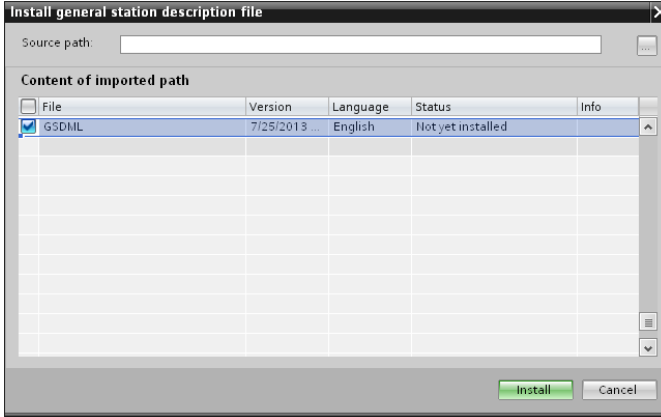 Install general station description file
Source path:
...
Content of imported path
File Version Language Status Info
GSDML 7/25/2013 ... English Not yet installed
Install Cancel